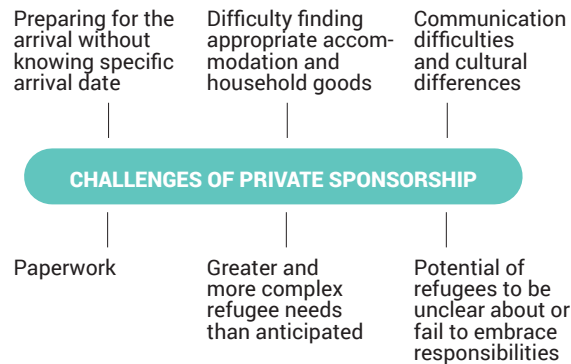 Preparing for the
arrival without
knowing specific
arrival date
Difficulty finding
appropriate accom-
modation and
household goods
Communication
difficulties
and cultural
differences
CHALLENGES OF PRIVATE SPONSORSHIP
Paperwork
Greater and
more complex
refugee needs
than anticipated
Potential of
refugees to be
unclear about or
fail to embrace
responsibilities